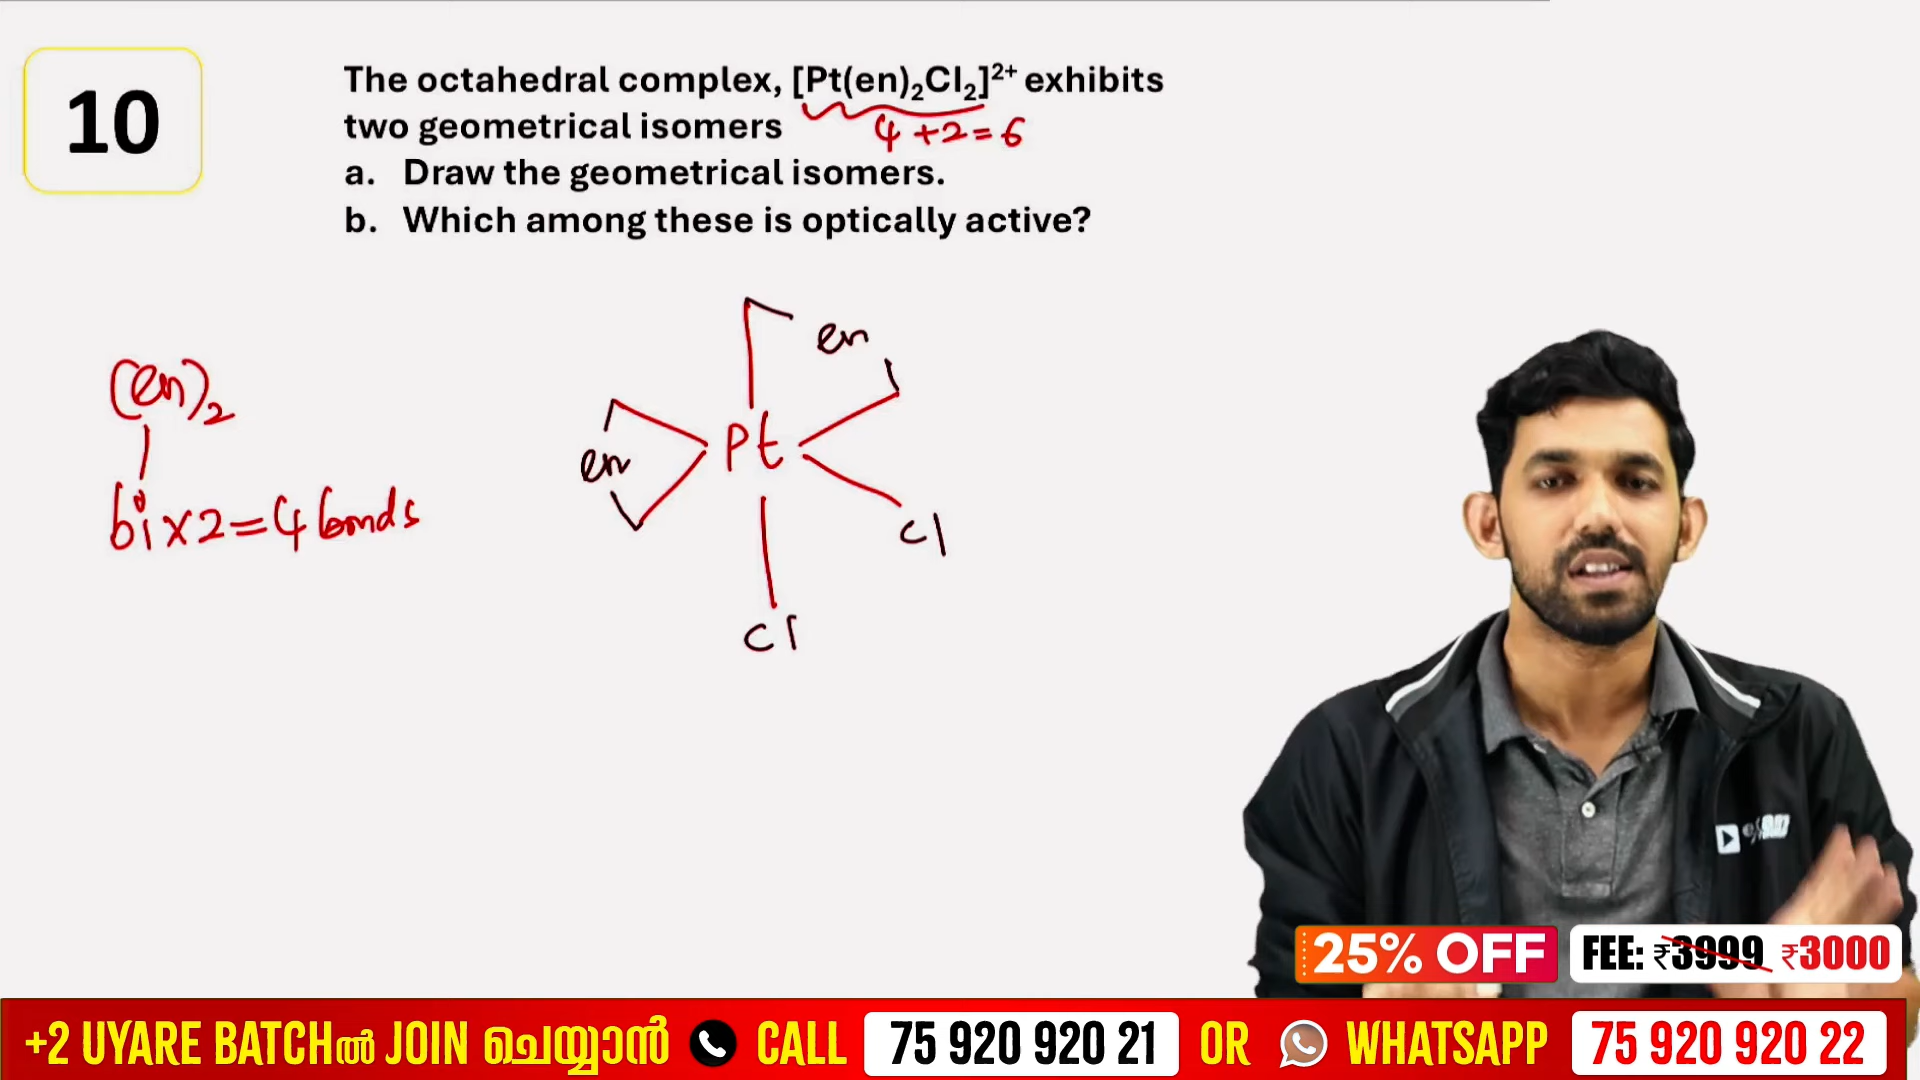 10
The octahedral complex, [Pt(en)₂Cl₂]²⁺ exhibits
two geometrical isomers
4 + 2 = 6
a. Draw the geometrical isomers.
b. Which among these is optically active?
(en)₂
bi × 2 = 4 bonds
en
en
Pt
Cl
Cl
25% OFF FEE: ₹3999 ₹3000
+2 UYARE BATCHൽ JOIN ചെയ്യാൻ CALL 75 920 920 21 OR WHATSAPP 75 920 920 22